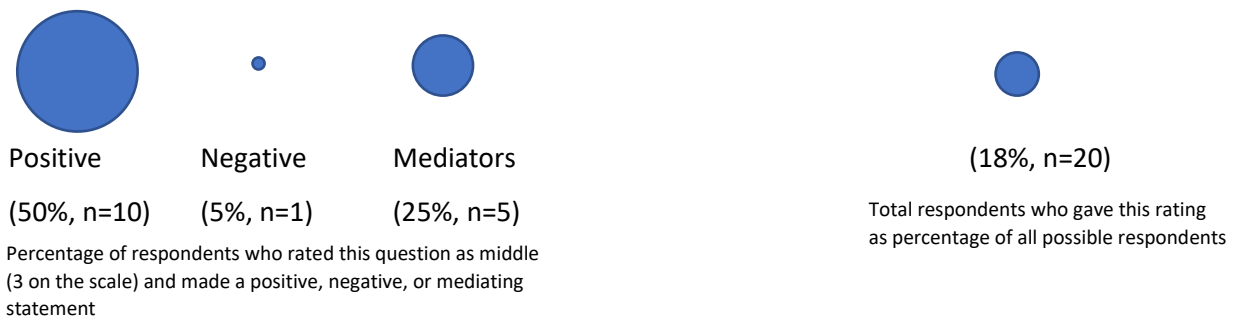 Positive Negative Mediators
(50%, n=10) (5%, n=1) (25%, n=5)
Percentage of respondents who rated this question as middle
(3 on the scale) and made a positive, negative, or mediating
statement
(18%, n=20)
Total respondents who gave this rating
as percentage of all possible respondents